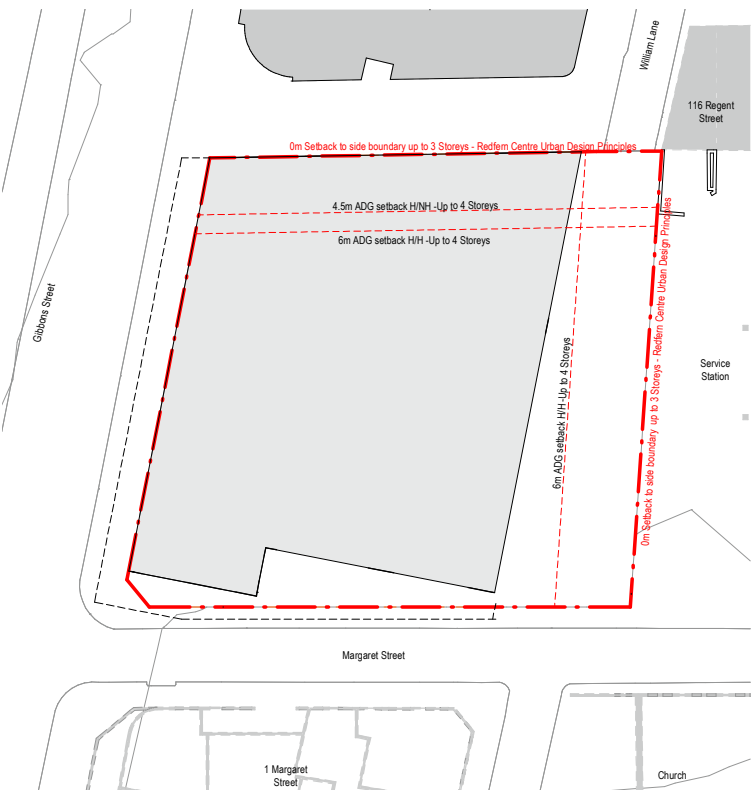 William Lane
116 Regent
Street
0m Setback to side boundary up to 3 Storeys - Redfern Centre Urban Design Principles
4.5m ADG setback H/NH -Up to 4 Storeys
6m ADG setback H/H -Up to 4 Storeys
Gibbons Street
0m Setback to side boundary up to 3 Storeys - Redfern Centre Urban Design Principles
6m ADG setback H/H -Up to 4 Storeys
Service
Station
Margaret Street
1 Margaret
Street
Church